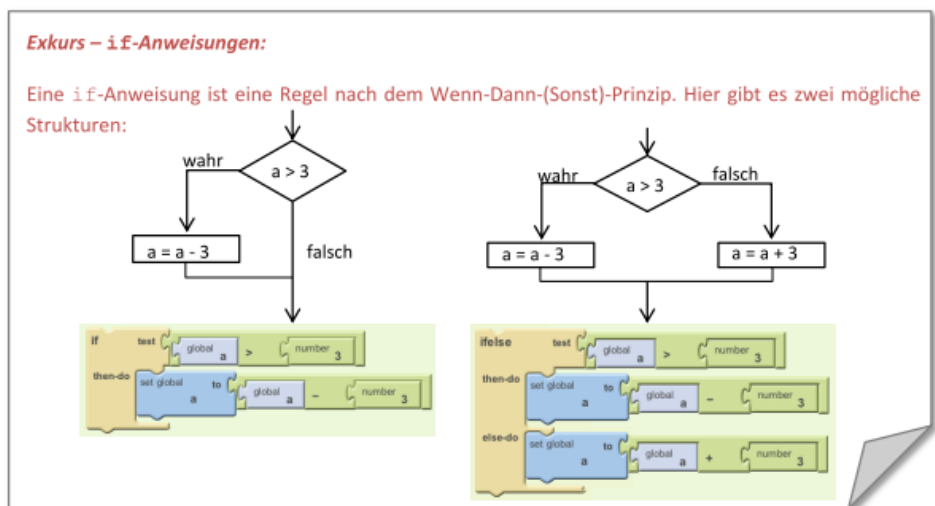 Exkurs – if-Anweisungen:
Eine if-Anweisung ist eine Regel nach dem Wenn-Dann-(Sonst)-Prinzip. Hier gibt es zwei mögliche
Strukturen:
wahr
a > 3
a = a - 3
falsch
if test global a > number 3
then-do set global a to global a - number 3
wahr
a > 3
falsch
a = a - 3
a = a + 3
ifelse test global a > number 3
then-do set global a to global a - number 3
else-do set global a to global a + number 3